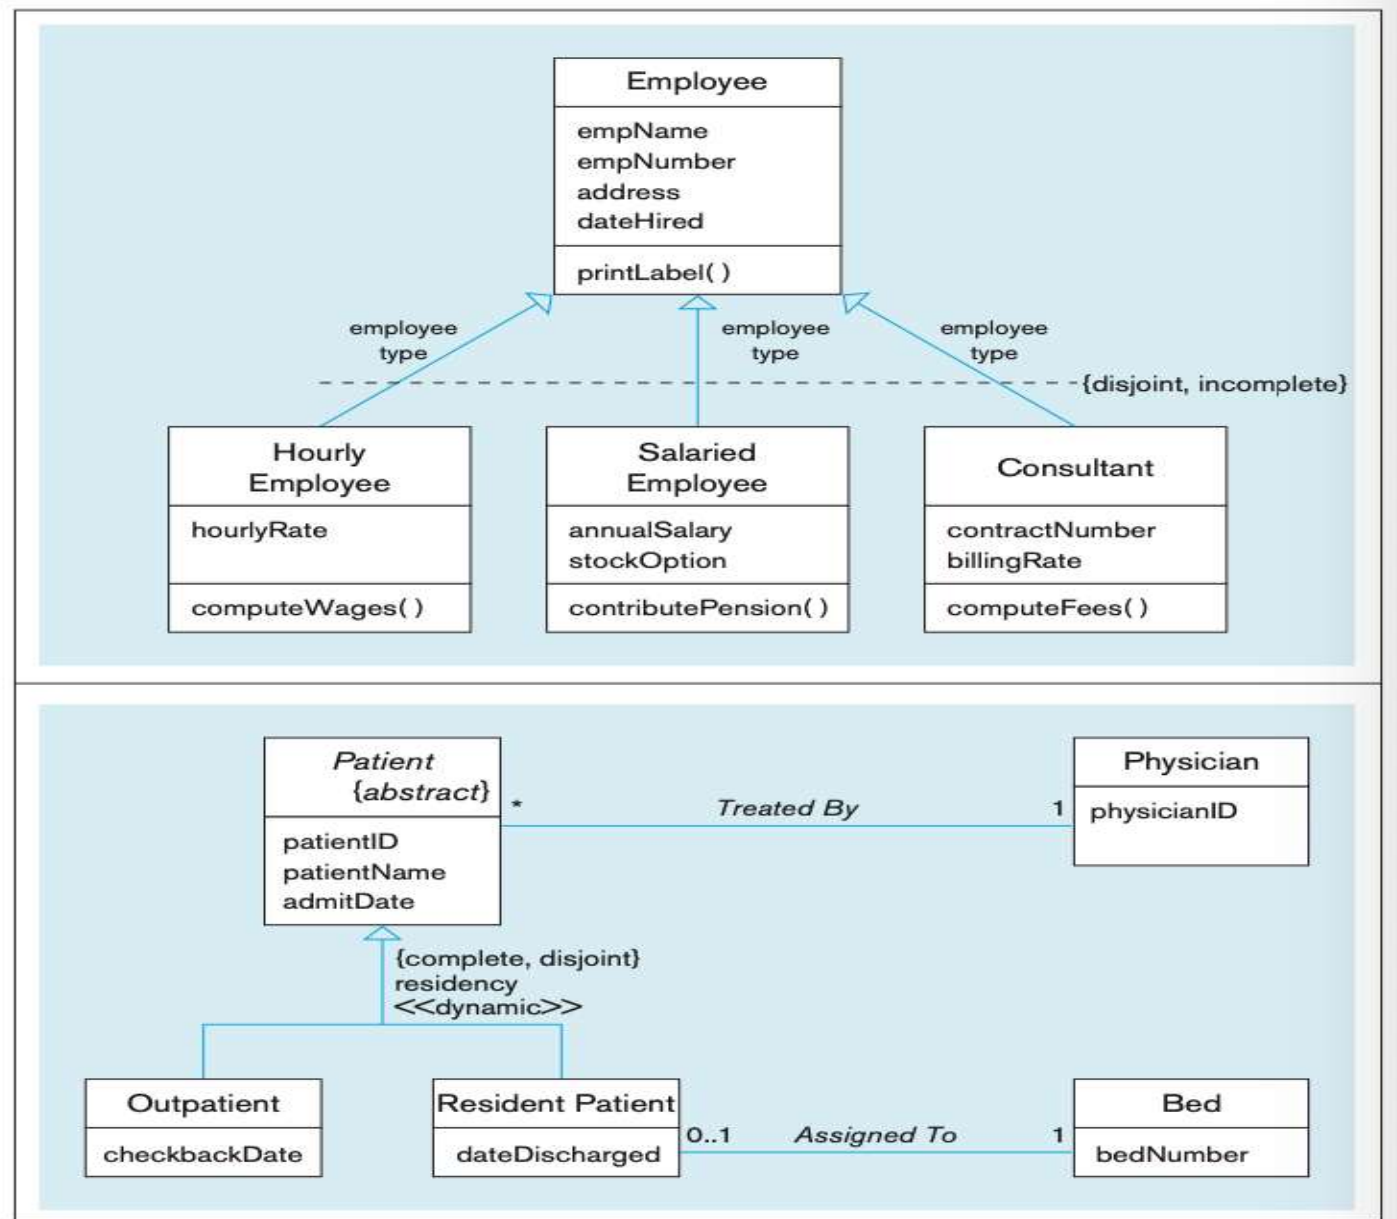 Employee
empName
empNumber
address
dateHired
printLabel( )
employee
type
employee
type
employee
type
{disjoint, incomplete}
Hourly
Employee
hourlyRate
computeWages( )
Salaried
Employee
annualSalary
stockOption
contributePension( )
Consultant
contractNumber
billingRate
computeFees( )
Patient
{abstract}
patientID
patientName
admitDate
* Treated By 1
Physician
physicianID
{complete, disjoint}
residency
<<dynamic>>
Outpatient
checkbackDate
Resident Patient
dateDischarged
0..1 Assigned To 1
Bed
bedNumber